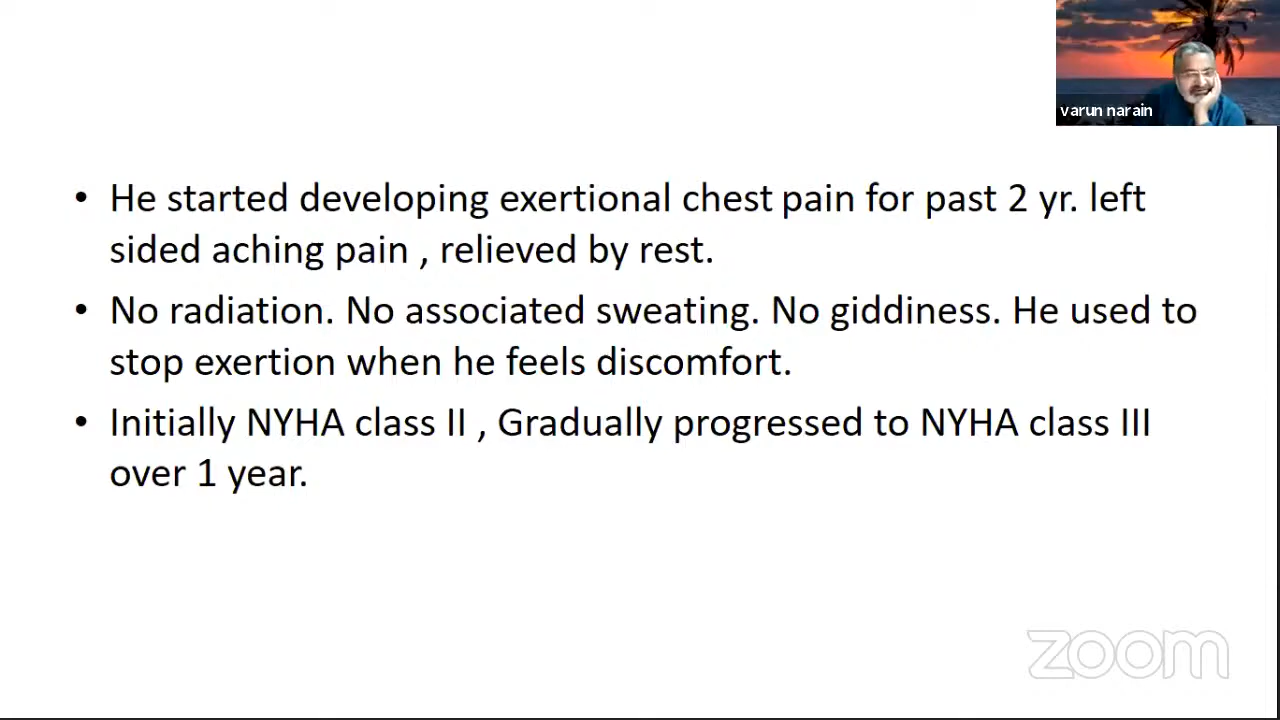 varun narain
• He started developing exertional chest pain for past 2 yr. left
sided aching pain , relieved by rest.
• No radiation. No associated sweating. No giddiness. He used to
stop exertion when he feels discomfort.
• Initially NYHA class II , Gradually progressed to NYHA class III
over 1 year.
zoom